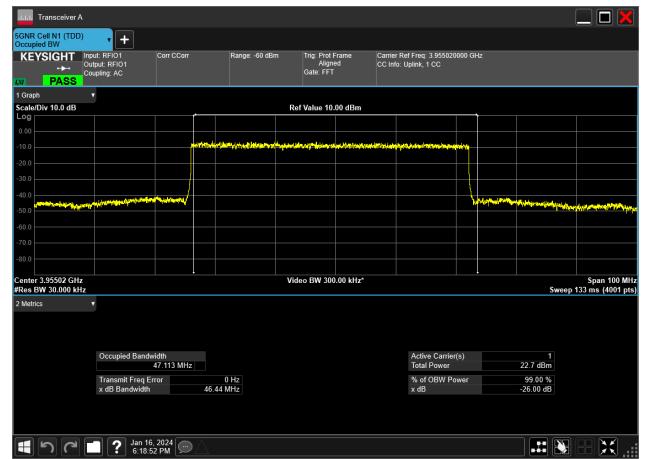 Transceiver A
5GNR Cell N1 (TDD)
Occupied BW
KEYSIGHT
Input: RFIO1
Output: RFIO1
Coupling: AC
Corr CCorr
Range: -60 dBm
Trig: Prot Frame
Aligned
Gate: FFT
Carrier Ref Freq: 3.955020000 GHz
CC Info: Uplink, 1 CC
LW PASS
1 Graph
Scale/Div 10.0 dB
Ref Value 10.00 dBm
Log
0.00
-10.0
-20.0
-30.0
-40.0
-50.0
-60.0
-70.0
-80.0
Center 3.95502 GHz
Video BW 300.00 kHz*
Span 100 MHz
#Res BW 30.000 kHz
Sweep 133 ms (4001 pts)
2 Metrics
Occupied Bandwidth
47.113 MHz
Transmit Freq Error 0 Hz
x dB Bandwidth 46.44 MHz
Active Carrier(s) 1
Total Power 22.7 dBm
% of OBW Power 99.00 %
x dB -26.00 dB
Jan 16, 2024
6:18:52 PM